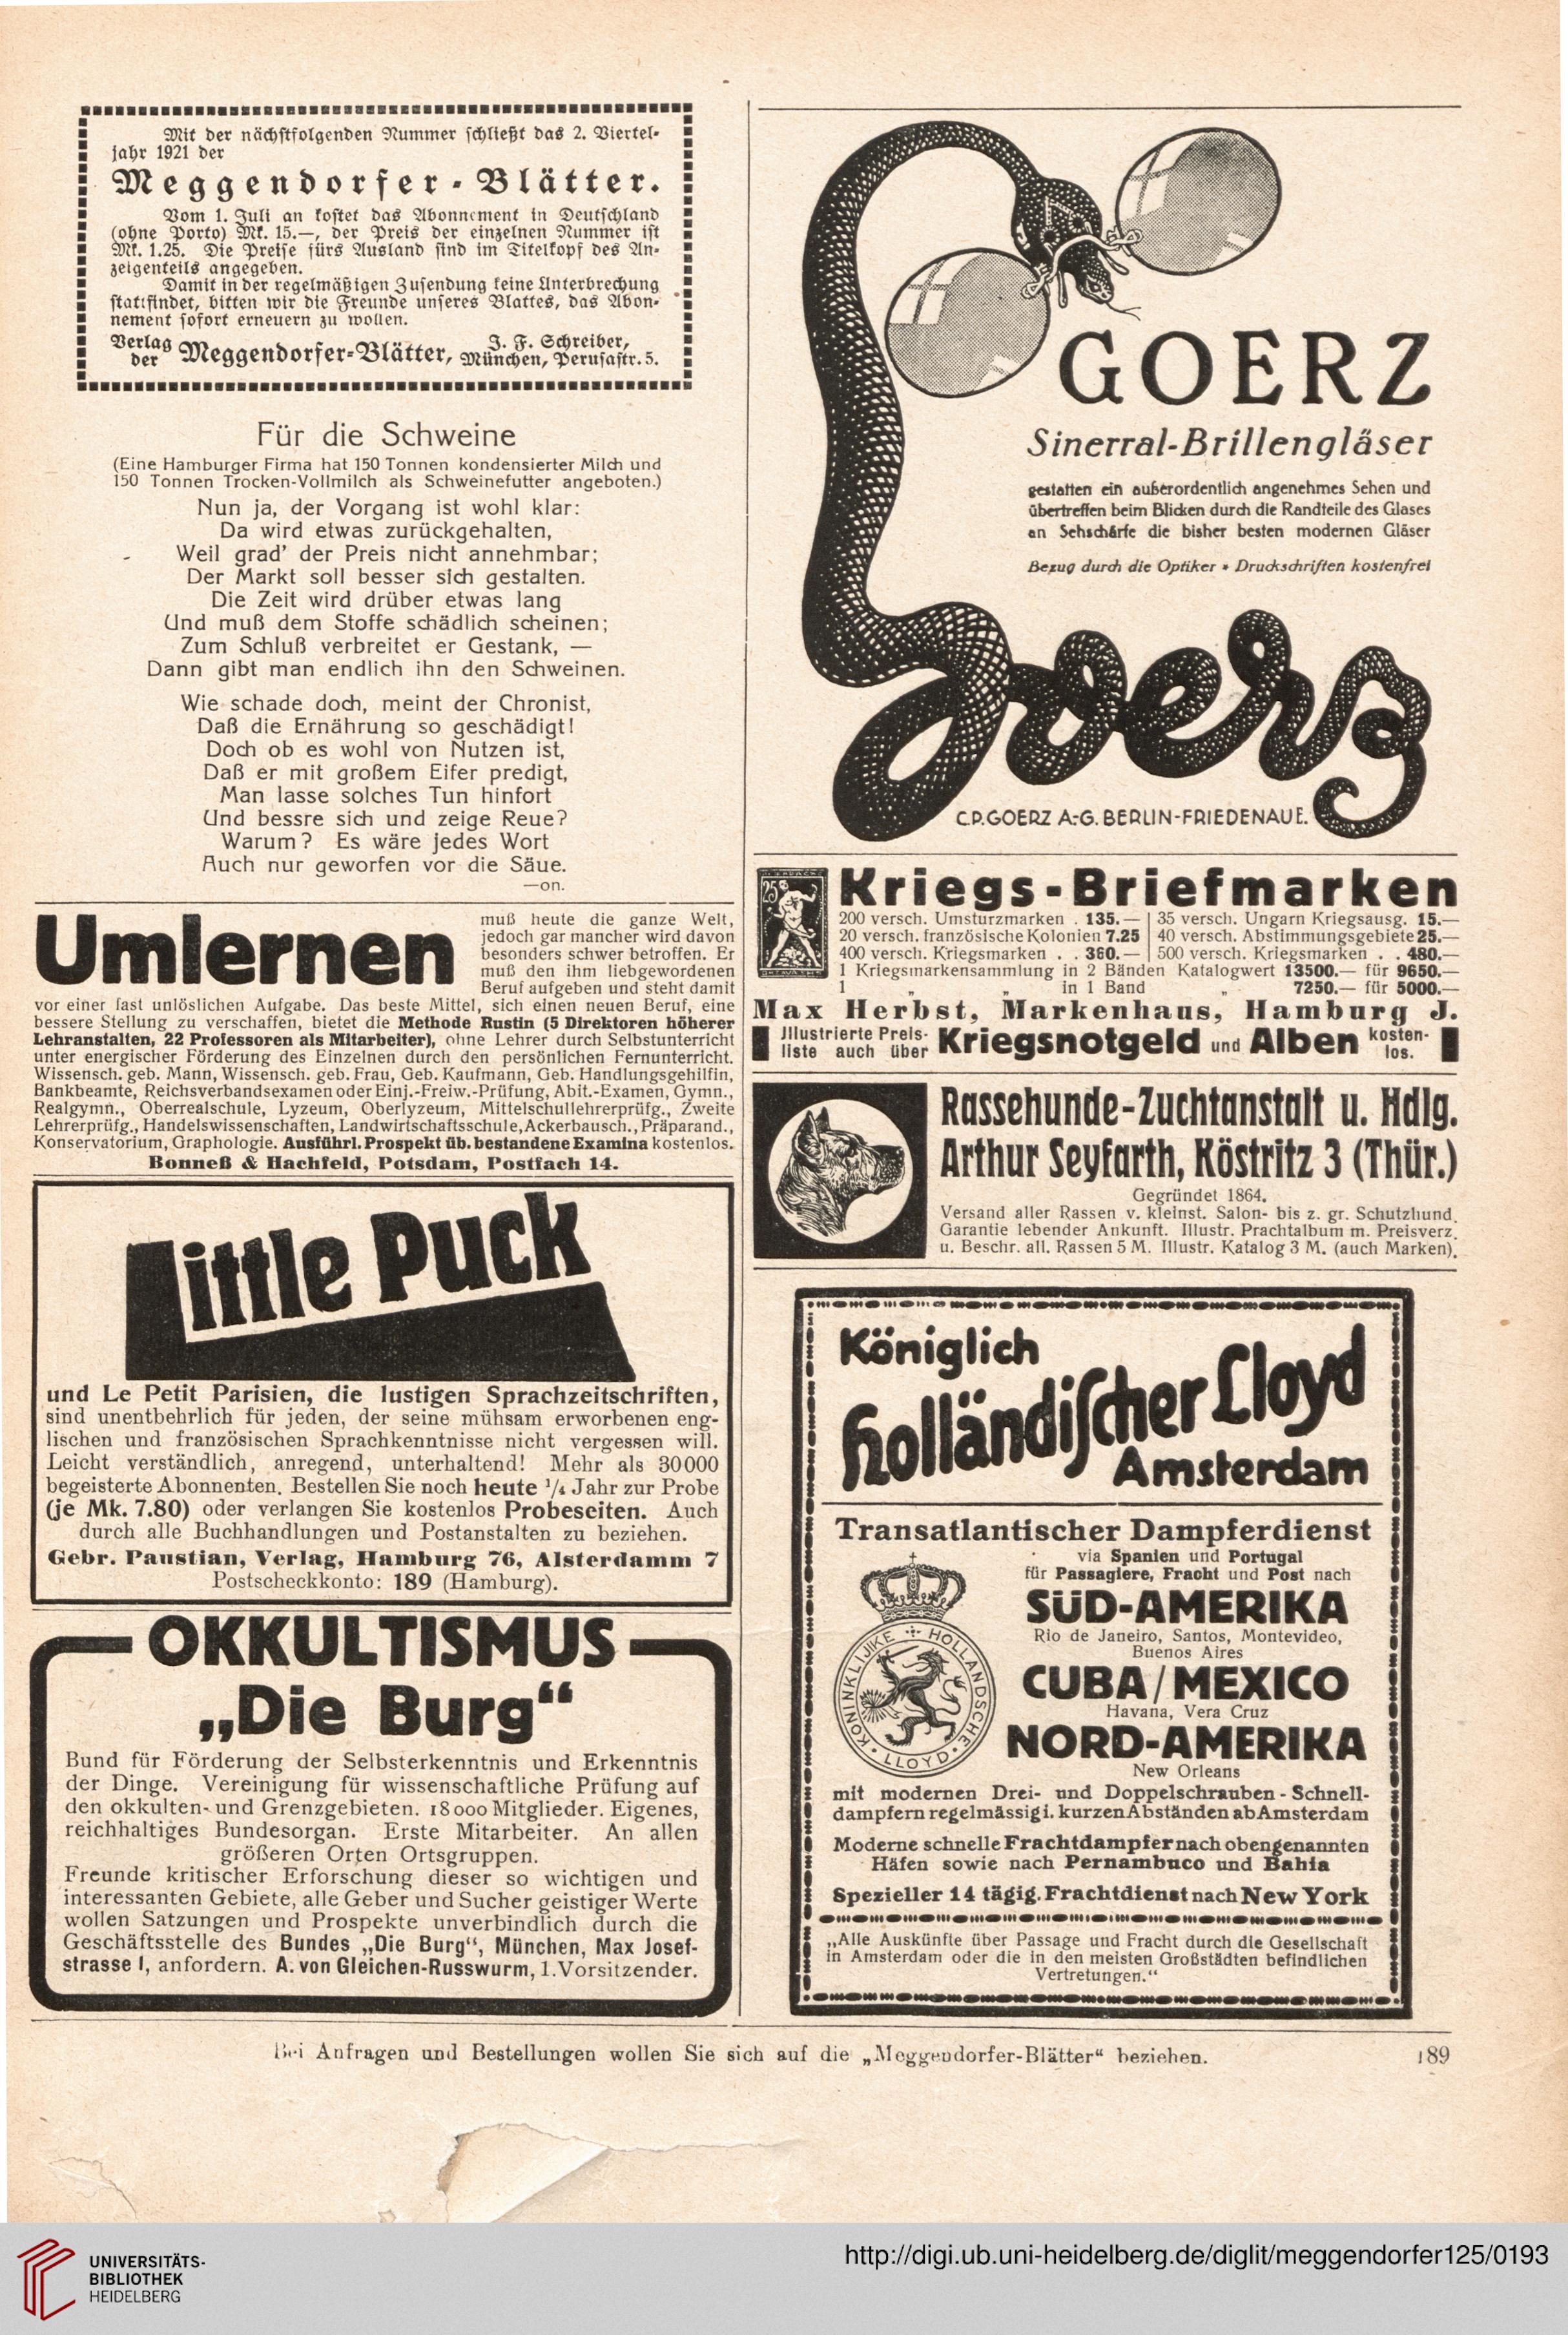 Mit der nächstfolgenden Nummer schließt das 2. Viertel-
jahr 1921 der
Meggendorfer-Blätter.
Vom 1. Juli an kostet das Abonnement in Deutschland
(ohne Porto) Mk. 15.—, der Preis der einzelnen Nummer ist
Mk. 1.25. Die Preise fürs Ausland sind im Titelkopf des An-
zeigenteils angegeben.
Damit in der regelmäßigen Zusendung keine Unterbrechung
stattfindet, bitten wir die Freunde unseres Blattes, das Abon-
nement sofort erneuern zu wollen.
Verlag der Meggendorfer-Blätter, J. F. Schreiber, München, Perusastr. 5.
Für die Schweine
(Eine Hamburger Firma hat 150 Tonnen kondensierter Milch und
150 Tonnen Trocken-Vollmilch als Schweinefutter angeboten.)
Nun ja, der Vorgang ist wohl klar:
Da wird etwas zurückgehalten,
Weil grad' der Preis nicht annehmbar;
Der Markt soll besser sich gestalten.
Die Zeit wird drüber etwas lang
Und muß dem Stoffe schädlich scheinen;
Zum Schluß verbreitet er Gestank, —
Dann gibt man endlich ihn den Schweinen.
Wie schade doch, meint der Chronist,
Daß die Ernährung so geschädigt!
Doch ob es wohl von Nutzen ist,
Daß er mit großem Eifer predigt,
Man lasse solches Tun hinfort
Und bessre sich und zeige Reue?
Warum? Es wäre jedes Wort
Auch nur geworfen vor die Säue.
—on.
Umlernen
muß heute die ganze Welt,
jedoch gar mancher wird davon
besonders schwer betroffen. Er
muß den ihm liebgewordenen
Beruf aufgeben und steht damit
vor einer fast unlöslichen Aufgabe. Das beste Mittel, sich einen neuen Beruf, eine
bessere Stellung zu verschaffen, bietet die Methode Rustin (5 Direktoren höherer
Lehranstalten, 22 Professoren als Mitarbeiter), ohne Lehrer durch Selbstunterricht
unter energischer Förderung des Einzelnen durch den persönlichen Fernunterricht.
Wissensch. geb. Mann, Wissensch. geb. Frau, Geb. Kaufmann, Geb. Handlungsgehilfin,
Bankbeamte, Reichsverbandsexamen oder Einj.-Freiw.-Prüfung, Abit.-Examen, Gymn.,
Realgymn., Oberrealschule, Lyzeum, Oberlyzeum, Mittelschullehrerprüfg., Zweite
Lehrerprüfg., Handelswissenschaften, Landwirtschaftsschule, Ackerbausch., Präparand.,
Konservatorium, Graphologie. Ausführl. Prospekt üb. bestandene Examina kostenlos.
Bonneß & Hachfeld, Potsdam, Postfach 14.
Little Puck
und Le Petit Parisien, die lustigen Sprachzeitschriften,
sind unentbehrlich für jeden, der seine mühsam erworbenen eng-
lischen und französischen Sprachkenntnisse nicht vergessen will.
Leicht verständlich, anregend, unterhaltend! Mehr als 30000
begeisterte Abonnenten. Bestellen Sie noch heute ¼ Jahr zur Probe
(je Mk. 7.80) oder verlangen Sie kostenlos Probeseiten. Auch
durch alle Buchhandlungen und Postanstalten zu beziehen.
Gebr. Paustian, Verlag, Hamburg 76, Alsterdamm 7
Postscheckkonto: 189 (Hamburg).
OKKULTISMUS
„Die Burg“
Bund für Förderung der Selbsterkenntnis und Erkenntnis
der Dinge. Vereinigung für wissenschaftliche Prüfung auf
den okkulten- und Grenzgebieten. 18000 Mitglieder. Eigenes,
reichhaltiges Bundesorgan. Erste Mitarbeiter. An allen
größeren Orten Ortsgruppen.
Freunde kritischer Erforschung dieser so wichtigen und
interessanten Gebiete, alle Geber und Sucher geistiger Werte
wollen Satzungen und Prospekte unverbindlich durch die
Geschäftsstelle des Bundes „Die Burg“, München, Max Josef-
strasse I, anfordern. A. von Gleichen-Russwurm, 1. Vorsitzender.
GOERZ
Sinerral-Brillengläser
gestatten ein außerordentlich angenehmes Sehen und
übertreffen beim Blicken durch die Randteile des Glases
an Sehschärfe die bisher besten modernen Gläser
Bezug durch die Optiker * Druckschriften kostenfrei
Goerz
C.P. GOERZ A.-G. BERLIN-FRIEDENAU E.
25
Kriegs-Briefmarken
200 versch. Umsturzmarken . 135.— | 35 versch. Ungarn Kriegsausg. 15.—
20 versch. französische Kolonien 7.25 | 40 versch. Abstimmungsgebiete 25.—
400 versch. Kriegsmarken . . 360.— | 500 versch. Kriegsmarken . . 480.—
1 Kriegsmarkensammlung in 2 Bänden Katalogwert 13500.— für 9650.—
1 „ „ in 1 Band „ 7250.— für 5000.—
Max Herbst, Markenhaus, Hamburg J.
Illustrierte Preis-
liste auch über Kriegsnotgeld und Alben kosten-
los.
Rassehunde-Zuchtanstalt u. Hdlg.
Arthur Seyfarth, Köstritz 3 (Thür.)
Gegründet 1864.
Versand aller Rassen v. kleinst. Salon- bis z. gr. Schutzhund.
Garantie lebender Ankunft. Illustr. Prachtalbum m. Preisverz.
u. Beschr. all. Rassen 5 M. Illustr. Katalog 3 M. (auch Marken).
Königlich
holländischer Lloyd
Amsterdam
Transatlantischer Dampferdienst
via Spanien und Portugal
für Passagiere, Fracht und Post nach
SÜD-AMERIKA
Rio de Janeiro, Santos, Montevideo,
Buenos Aires
CUBA/MEXICO
Havana, Vera Cruz
NORD-AMERIKA
New Orleans
KONINKLIJKE HOLLANDSCHE LLOYD
mit modernen Drei- und Doppelschrauben-Schnell-
dampfern regelmässig i. kurzen Abständen ab Amsterdam
Moderne schnelle Frachtdampfer nach obengenannten
Häfen sowie nach Pernambuco und Bahia
Spezieller 14 tägig. Frachtdienst nach New York
„Alle Auskünfte über Passage und Fracht durch die Gesellschaft
in Amsterdam oder die in den meisten Großstädten befindlichen
Vertretungen.“
Bei Anfragen und Bestellungen wollen Sie sich auf die „Meggendorfer-Blätter“ beziehen.
189
UNIVERSITÄTS-
BIBLIOTHEK
HEIDELBERG
http://digi.ub.uni-heidelberg.de/diglit/meggendorfer125/0193